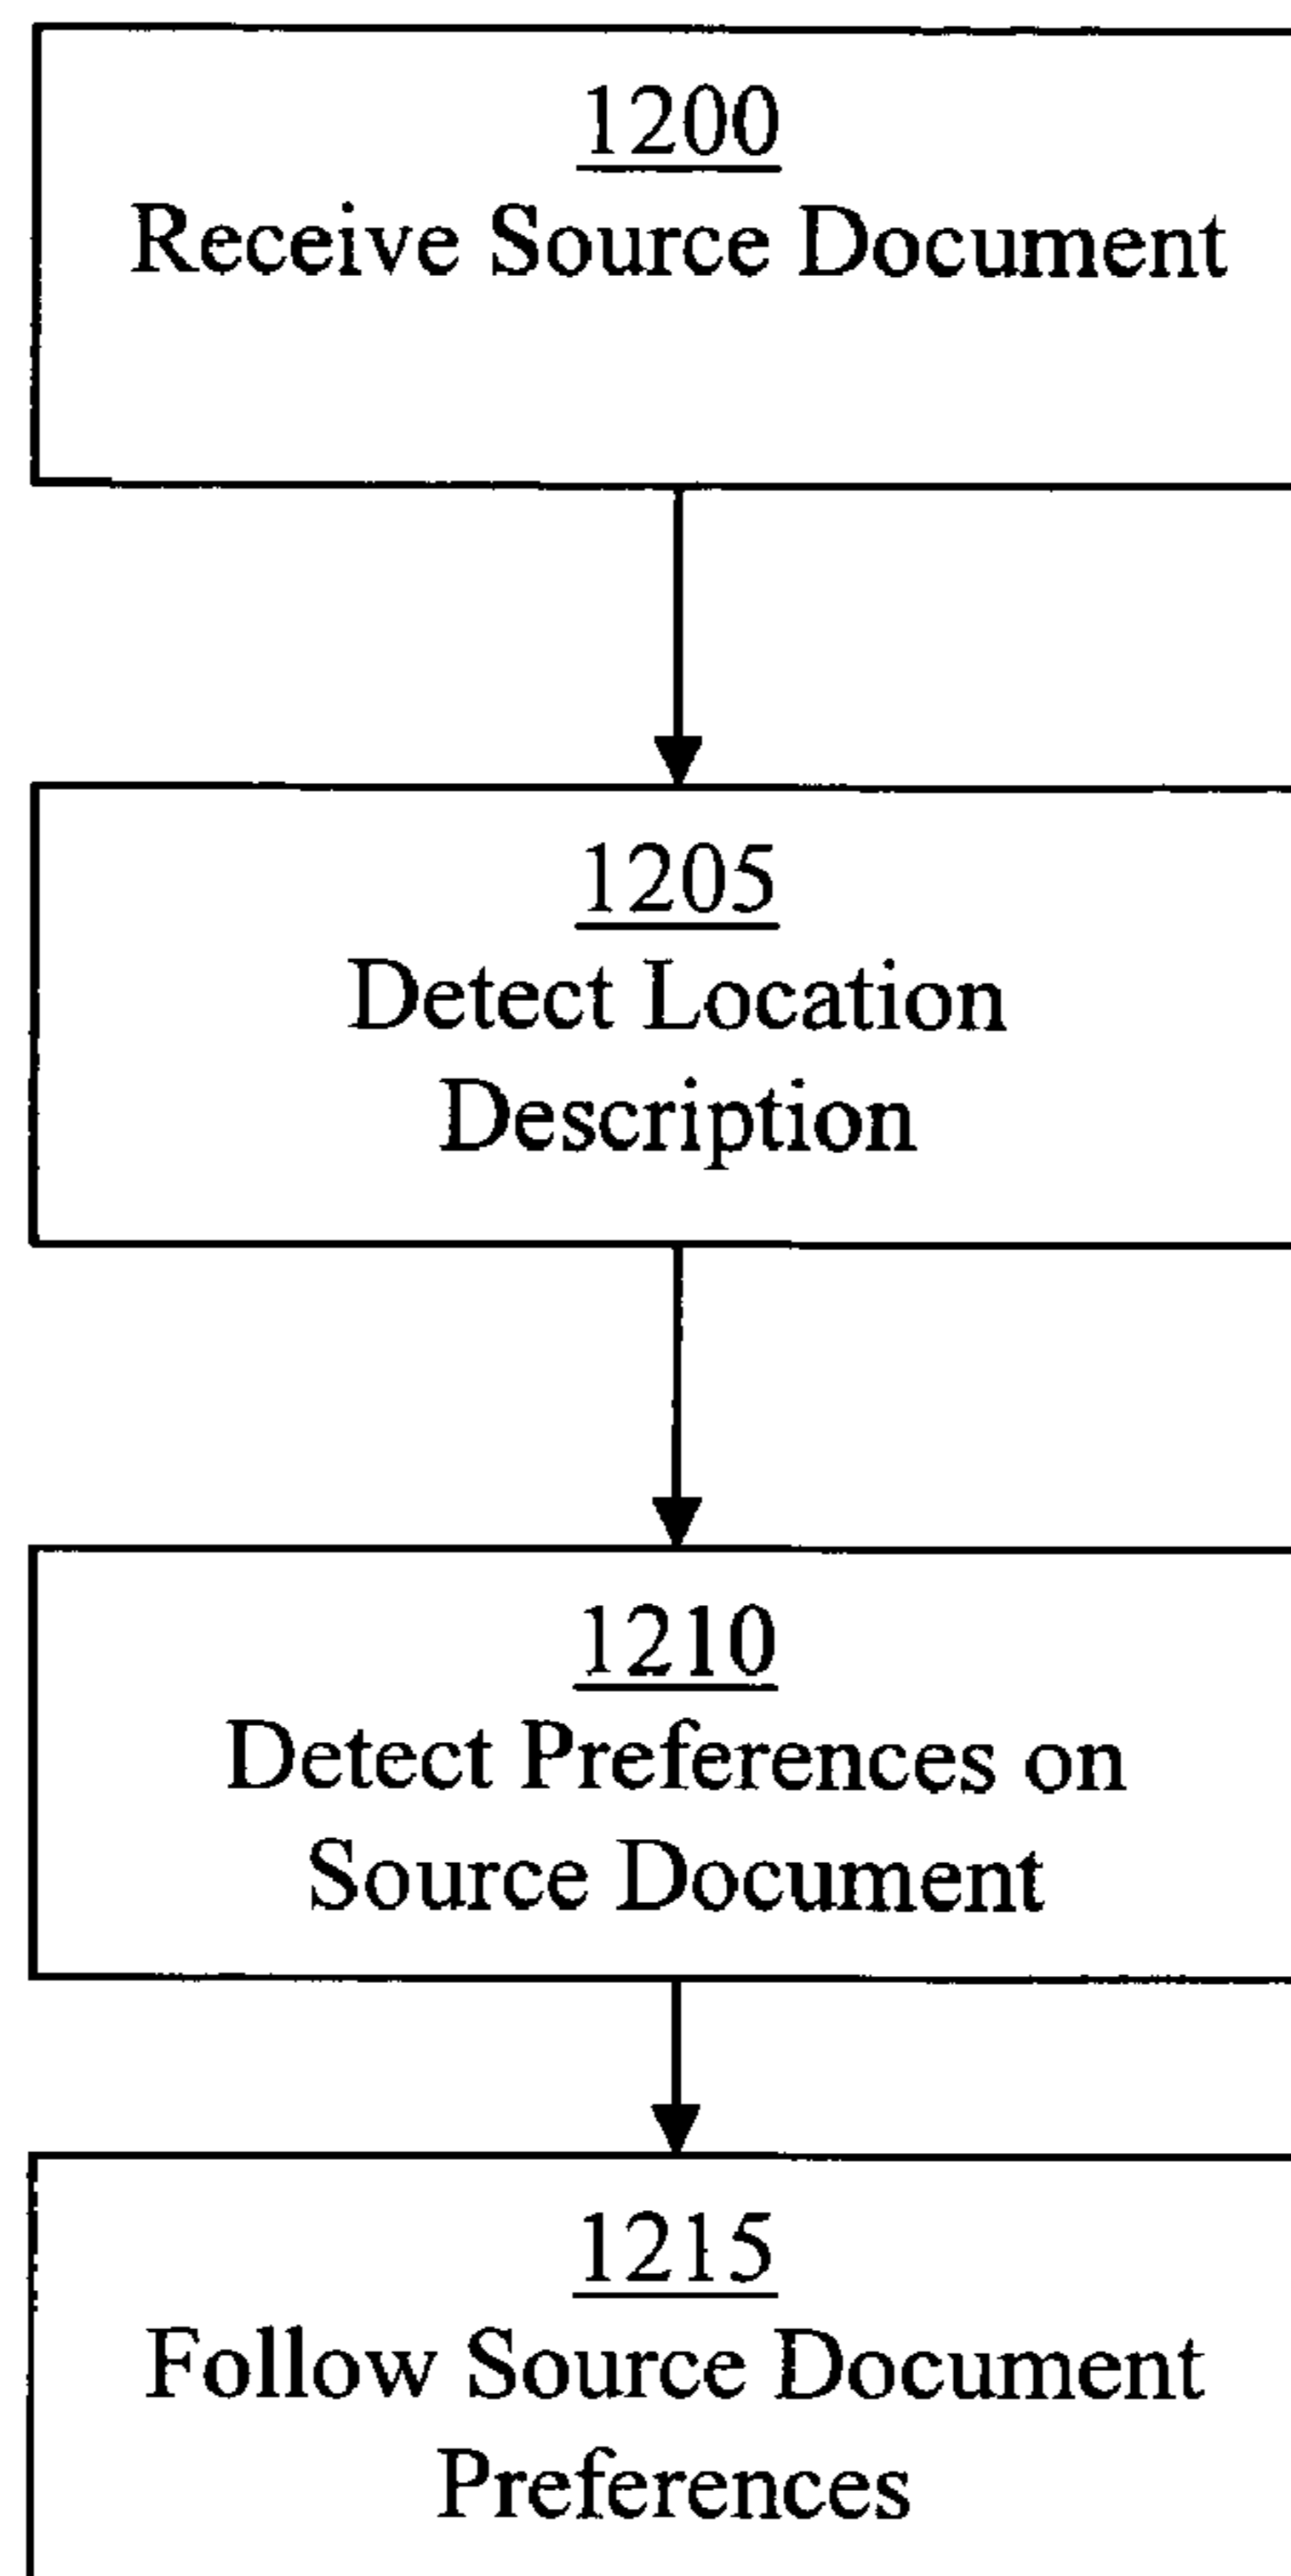 1200
Receive Source Document
1205
Detect Location
Description
1210
Detect Preferences on
Source Document
1215
Follow Source Document
Preferences